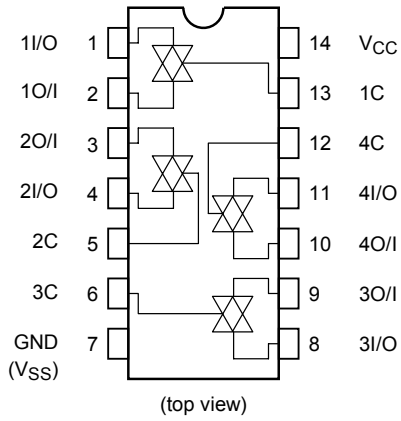 1I/O 1 14 VCC
1O/I 2 13 1C
2O/I 3 12 4C
2I/O 4 11 4I/O
2C 5 10 4O/I
3C 6 9 3O/I
GND 7 8 3I/O
(VSS)
(top view)